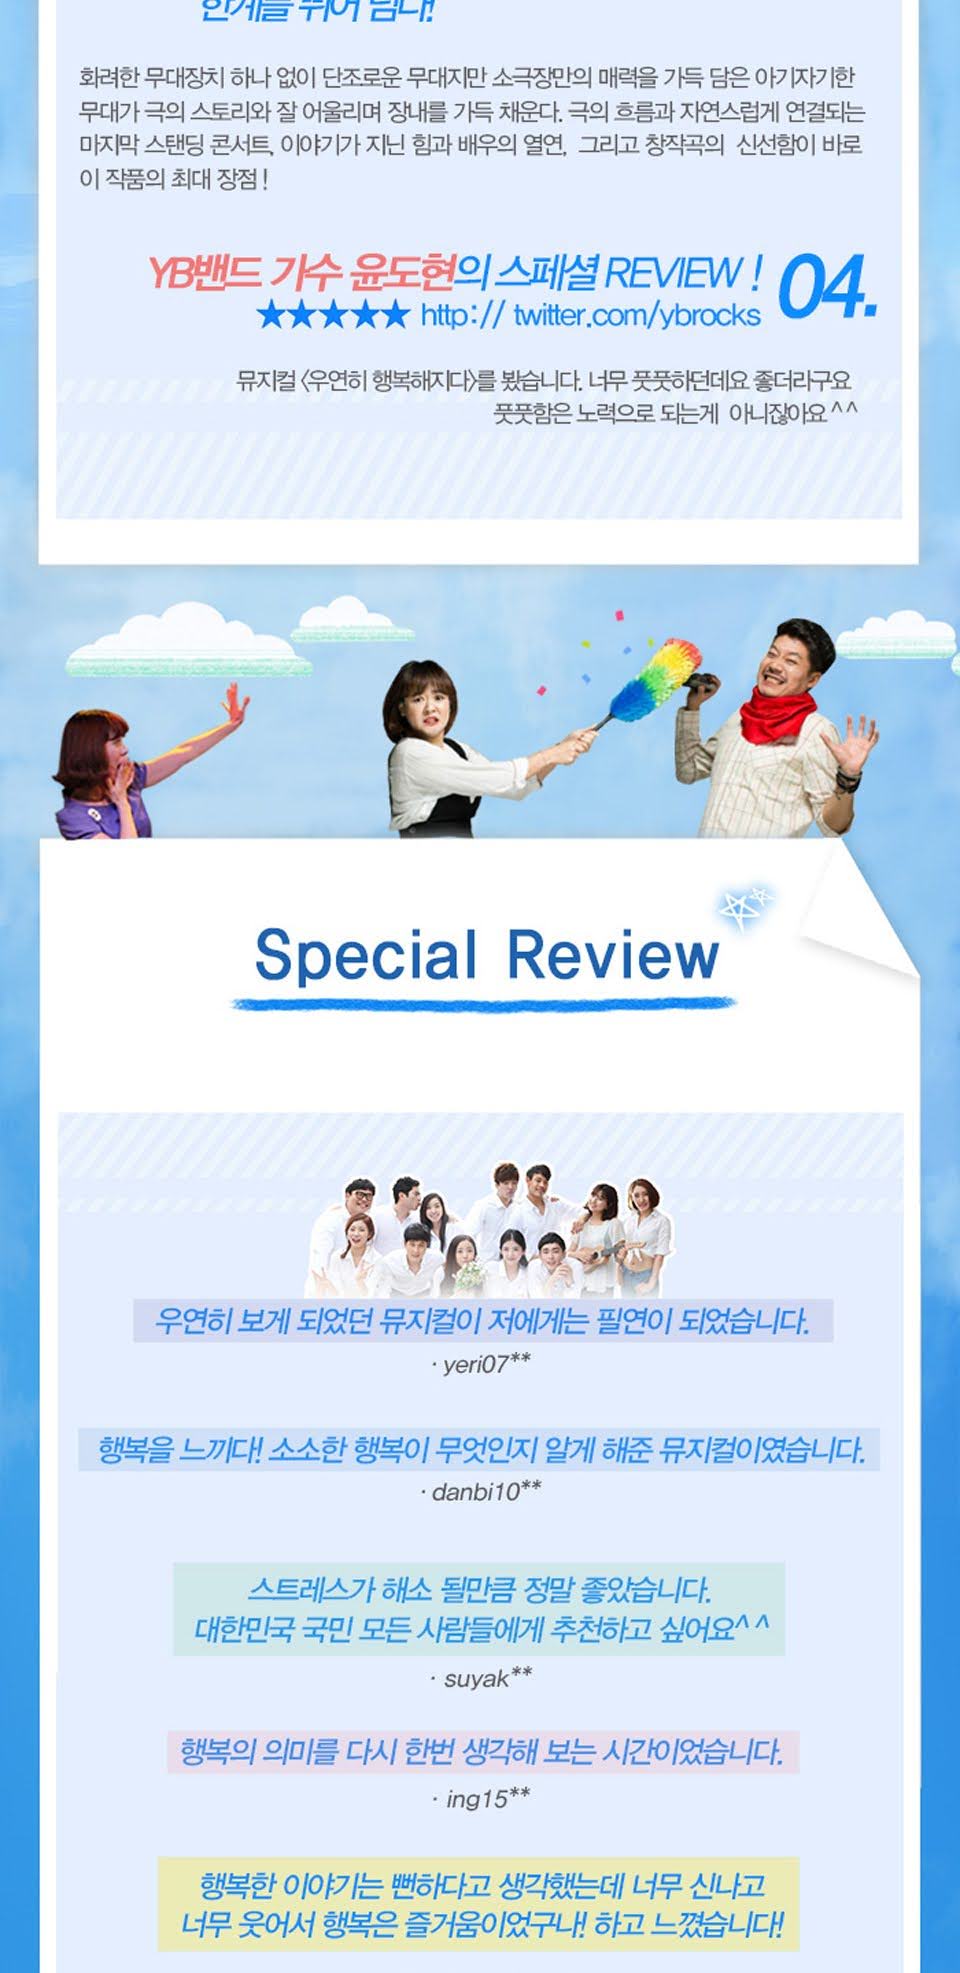 한계를 뛰어 넘다!
화려한 무대장치 하나 없이 단조로운 무대지만 소극장만의 매력을 가득 담은 아기자기한
무대가 극의 스토리와 잘 어울리며 장내를 가득 채운다. 극의 흐름과 자연스럽게 연결되는
마지막 스탠딩 콘서트, 이야기가 지닌 힘과 배우의 열연, 그리고 창작곡의 신선함이 바로
이 작품의 최대 장점!
YB밴드 가수 윤도현의 스페셜 REVIEW ! 04.
★★★★★ http:// twitter.com/ybrocks
뮤지컬 <우연히 행복해지다>를 봤습니다. 너무 풋풋하던데요 좋더라구요
풋풋함은 노력으로 되는게 아니잖아요^^
Special Review
우연히 보게 되었던 뮤지컬이 저에게는 필연이 되었습니다.
· yeri07**
행복을 느끼다! 소소한 행복이 무엇인지 알게 해준 뮤지컬이였습니다.
· danbi10**
스트레스가 해소 될만큼 정말 좋았습니다.
대한민국 국민 모든 사람들에게 추천하고 싶어요^^
· suyak**
행복의 의미를 다시 한번 생각해 보는 시간이었습니다.
· ing15**
행복한 이야기는 뻔하다고 생각했는데 너무 신나고
너무 웃어서 행복은 즐거움이었구나! 하고 느꼈습니다!